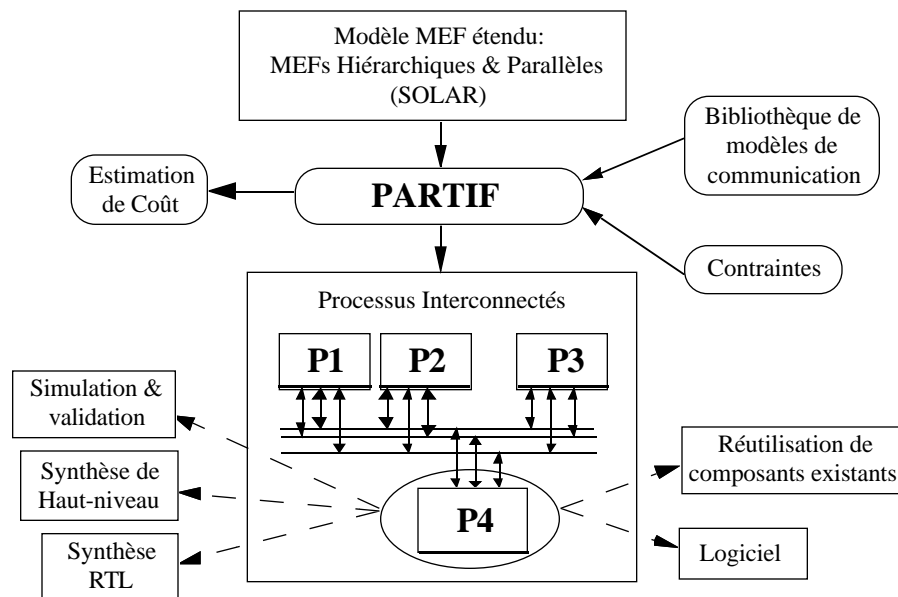 Modèle MEF étendu:
MEFs Hiérarchiques & Parallèles
(SOLAR)
Bibliothèque de
modèles de
communication
Estimation
de Coût
PARTIF
Contraintes
Processus Interconnectés
P1
P2
P3
Simulation &
validation
Synthèse de
Haut-niveau
Synthèse
RTL
P4
Réutilisation de
composants existants
Logiciel